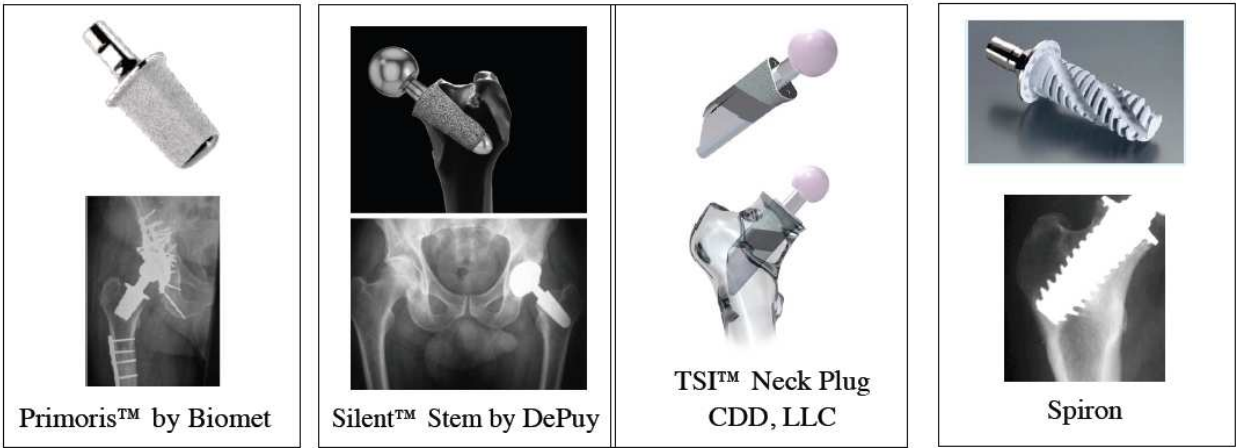 Primoris™ by Biomet
Silent™ Stem by DePuy
TSI™ Neck Plug
CDD, LLC
Spiron